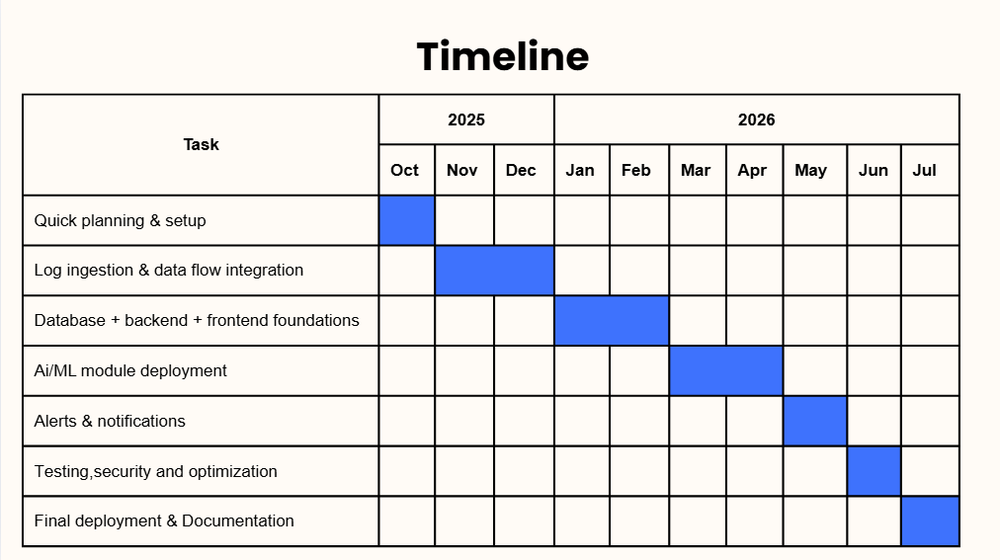 Timeline
Task
2025
2026
Oct
Nov
Dec
Jan
Feb
Mar
Apr
May
Jun
Jul
Quick planning & setup
Log ingestion & data flow integration
Database + backend + frontend foundations
Ai/ML module deployment
Alerts & notifications
Testing,security and optimization
Final deployment & Documentation